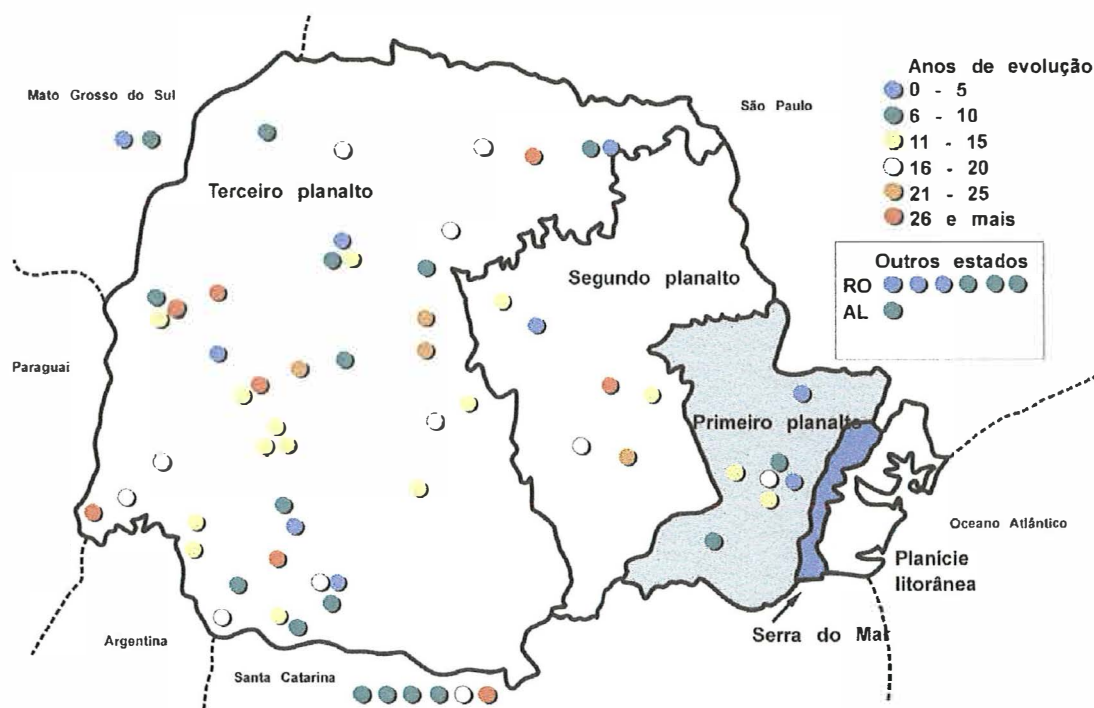 Anos de evolução
0 - 5
6 - 10
11 - 15
16 - 20
21 - 25
26 e mais
Mato Grosso do Sul
São Paulo
Terceiro planalto
Segundo planalto
Outros estados
RO
AL
Paraguai
Primeiro planalto
Oceano Atlântico
Planície
litorânea
Serra do Mar
Argentina
Santa Catarina